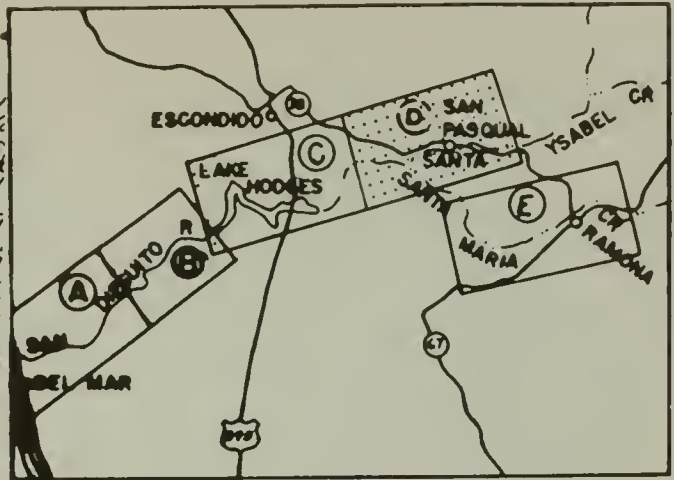 CR
YSABEL
78
D
SAN
PASQUAL
SANTA
ESCONDIDO
C
LAKE
HODGES
SANTA
MARIA
E
CR
RAMONA
R
B
DIEGUITO
A
SAN
DEL MAR
67
395